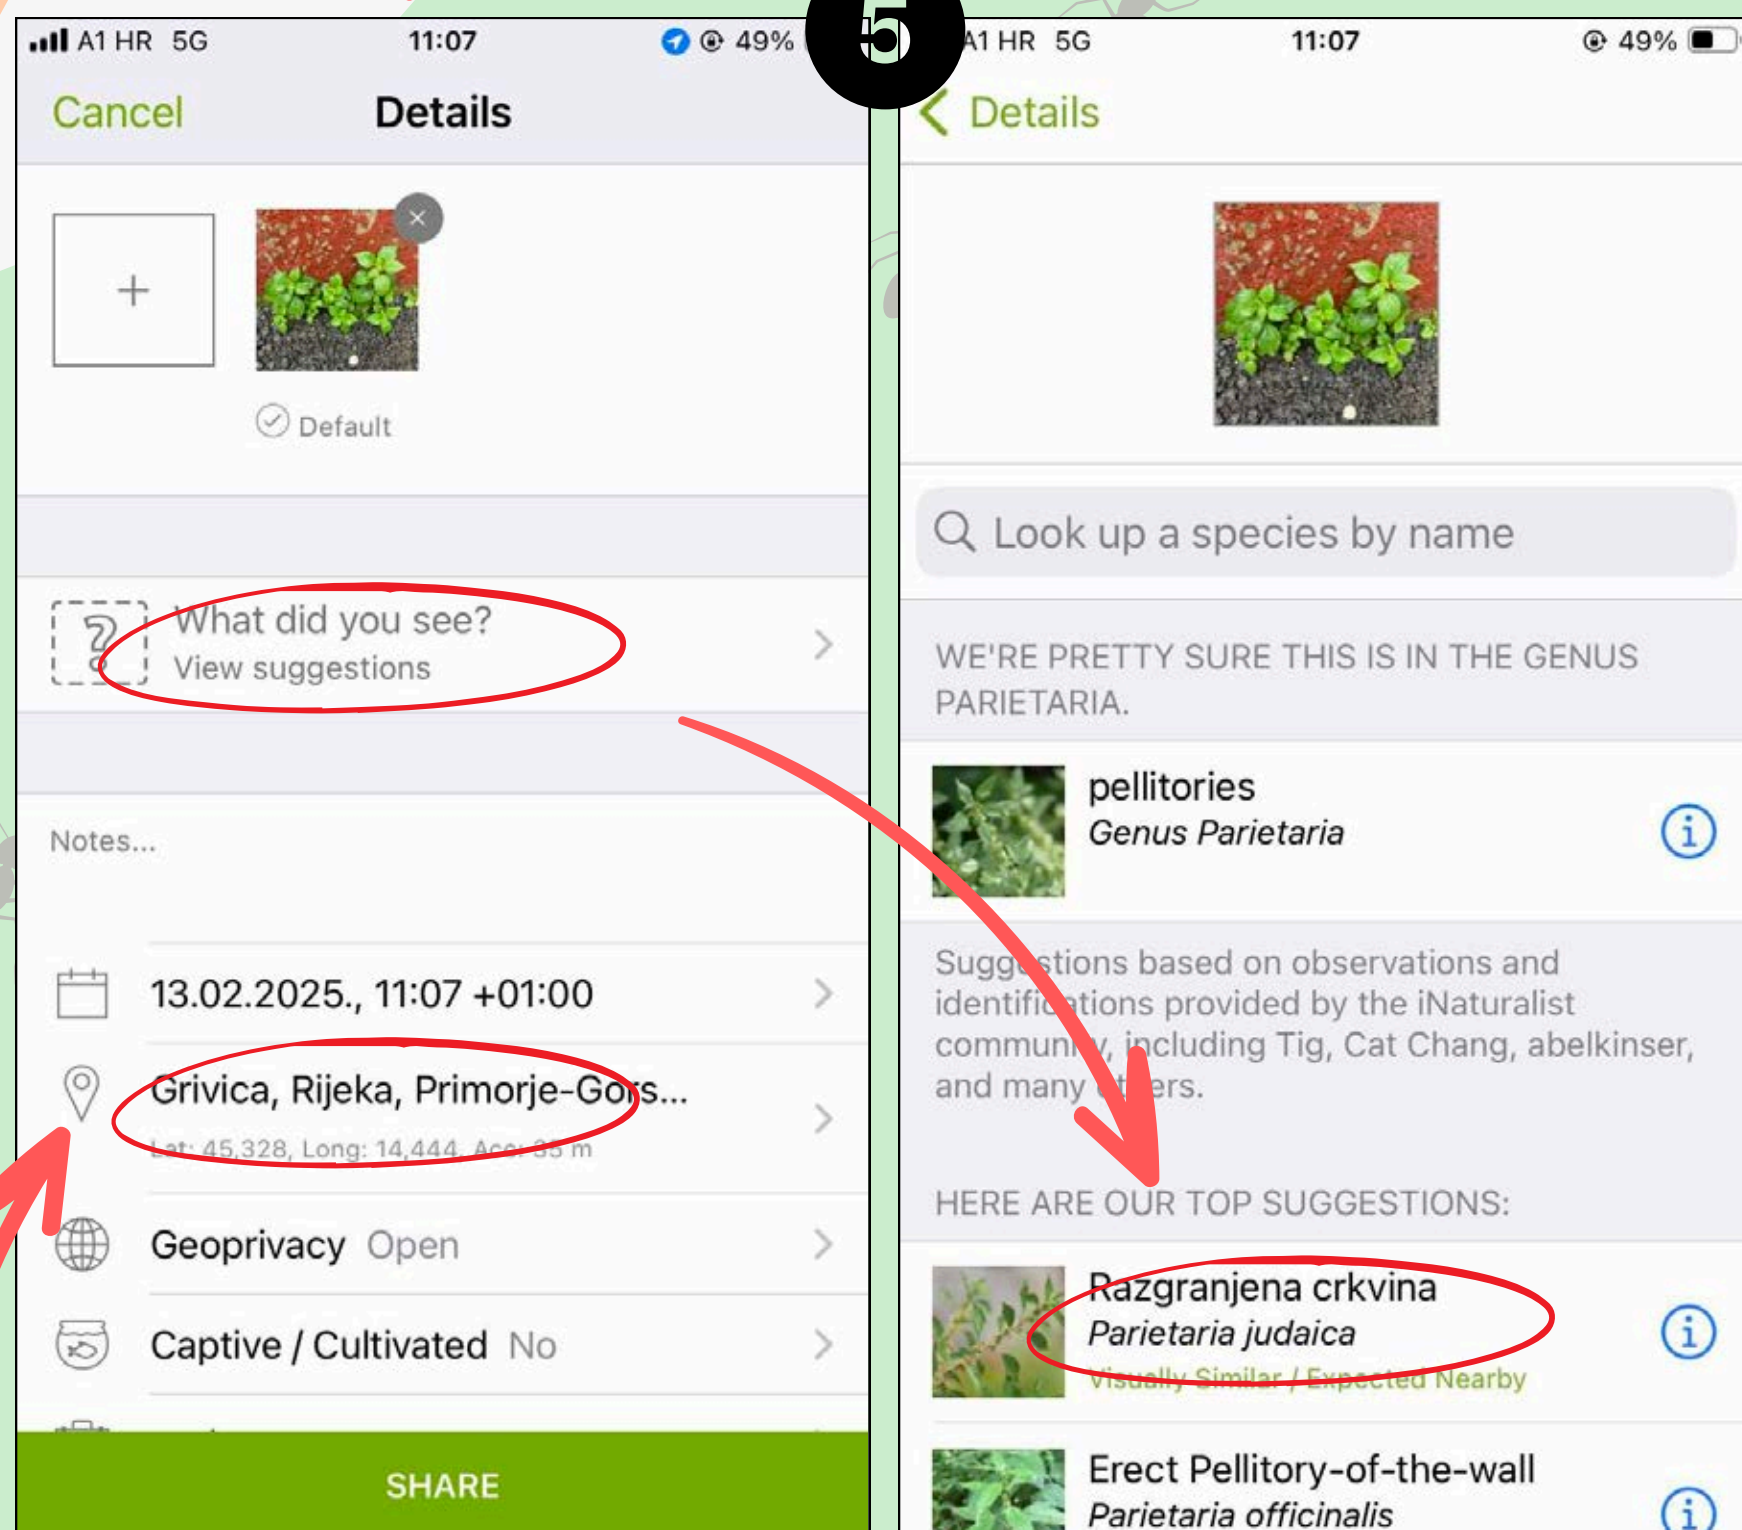 5
A1 HR 5G 11:07 49%
Cancel Details
Default
What did you see?
View suggestions
Notes...
13.02.2025., 11:07 +01:00
Grivica, Rijeka, Primorje-Gors...
Lat: 45,328, Long: 14,444, Acc: 35 m
Geoprivacy Open
Captive / Cultivated No
SHARE
A1 HR 5G 11:07 49%
Details
Look up a species by name
WE'RE PRETTY SURE THIS IS IN THE GENUS
PARIETARIA.
pellitories
Genus Parietaria
Suggestions based on observations and
identifications provided by the iNaturalist
community, including Tig, Cat Chang, abelkinser,
and many others.
HERE ARE OUR TOP SUGGESTIONS:
Razgranjena crkvina
Parietaria judaica
Visually Similar / Expected Nearby
Erect Pellitory-of-the-wall
Parietaria officinalis